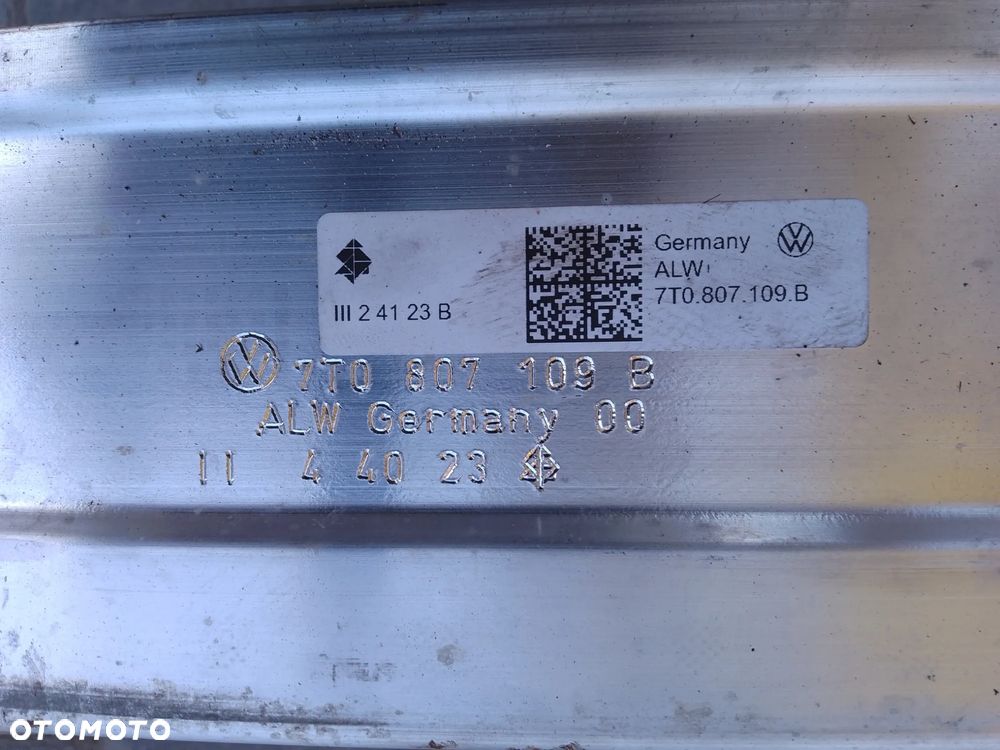 Germany
ALW
7T0.807.109.B
III 2 41 23 B
7T0 807 109 B
ALW Germany 00
II 4 40 23
OTOMOTO